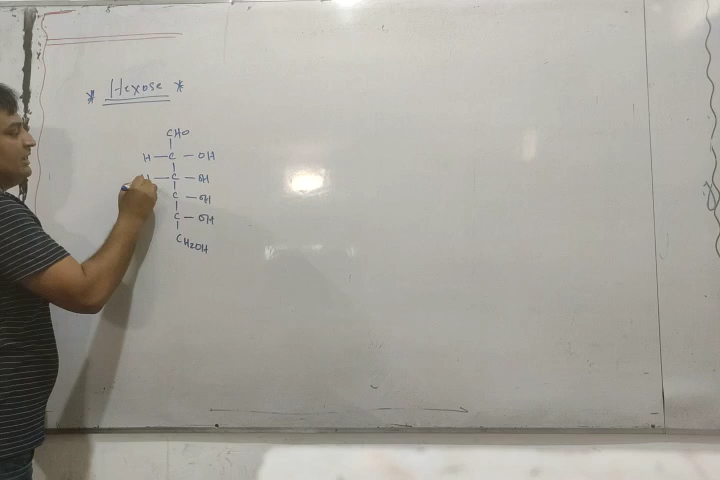 * Hexose *
CHO
H — C — OH
H — C — OH
C — OH
C — OH
CH2OH